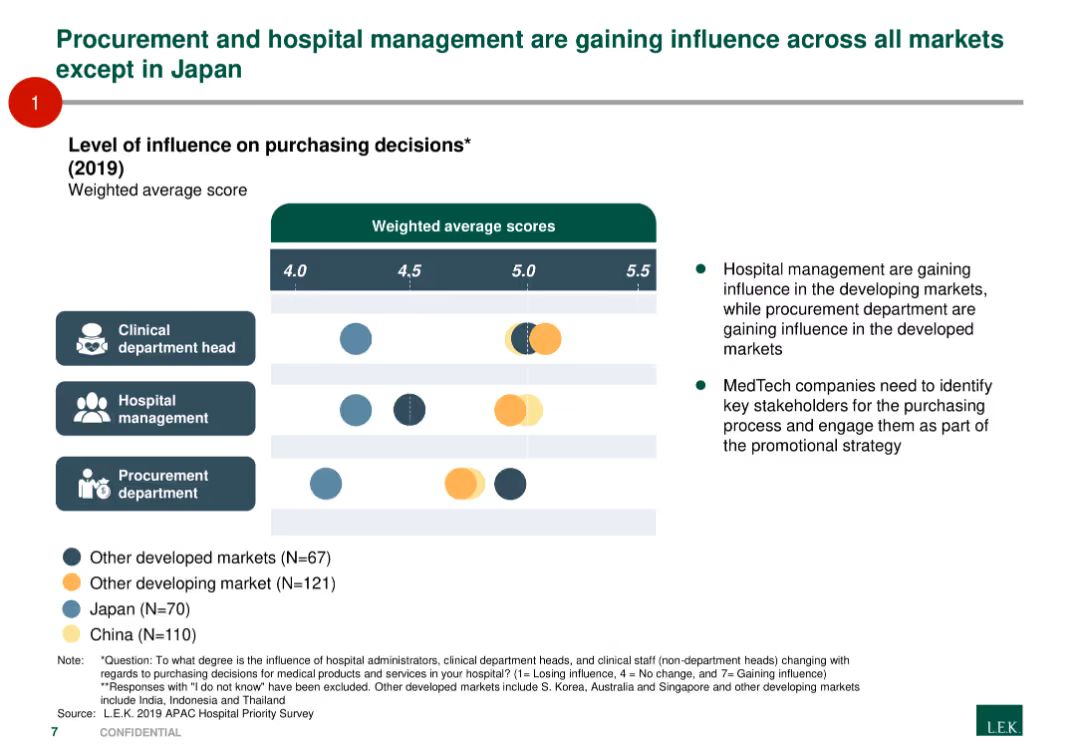 Procurement and hospital management are gaining influence across all markets
except in Japan
1
Level of influence on purchasing decisions*
(2019)
Weighted average score
Weighted average scores
4.0 4.5 5.0 5.5
Clinical
department head
Hospital
management
Procurement
department
Hospital management are gaining
influence in the developing markets,
while procurement department are
gaining influence in the developed
markets
MedTech companies need to identify
key stakeholders for the purchasing
process and engage them as part of
the promotional strategy
Other developed markets (N=67)
Other developing market (N=121)
Japan (N=70)
China (N=110)
Note: *Question: To what degree is the influence of hospital administrators, clinical department heads, and clinical staff (non-department heads) changing with
regards to purchasing decisions for medical products and services in your hospital? (1= Losing influence, 4 = No change, and 7= Gaining influence)
**Responses with "I do not know" have been excluded. Other developed markets include S. Korea, Australia and Singapore and other developing markets
include India, Indonesia and Thailand
Source: L.E.K. 2019 APAC Hospital Priority Survey
7 CONFIDENTIAL
L.E.K.